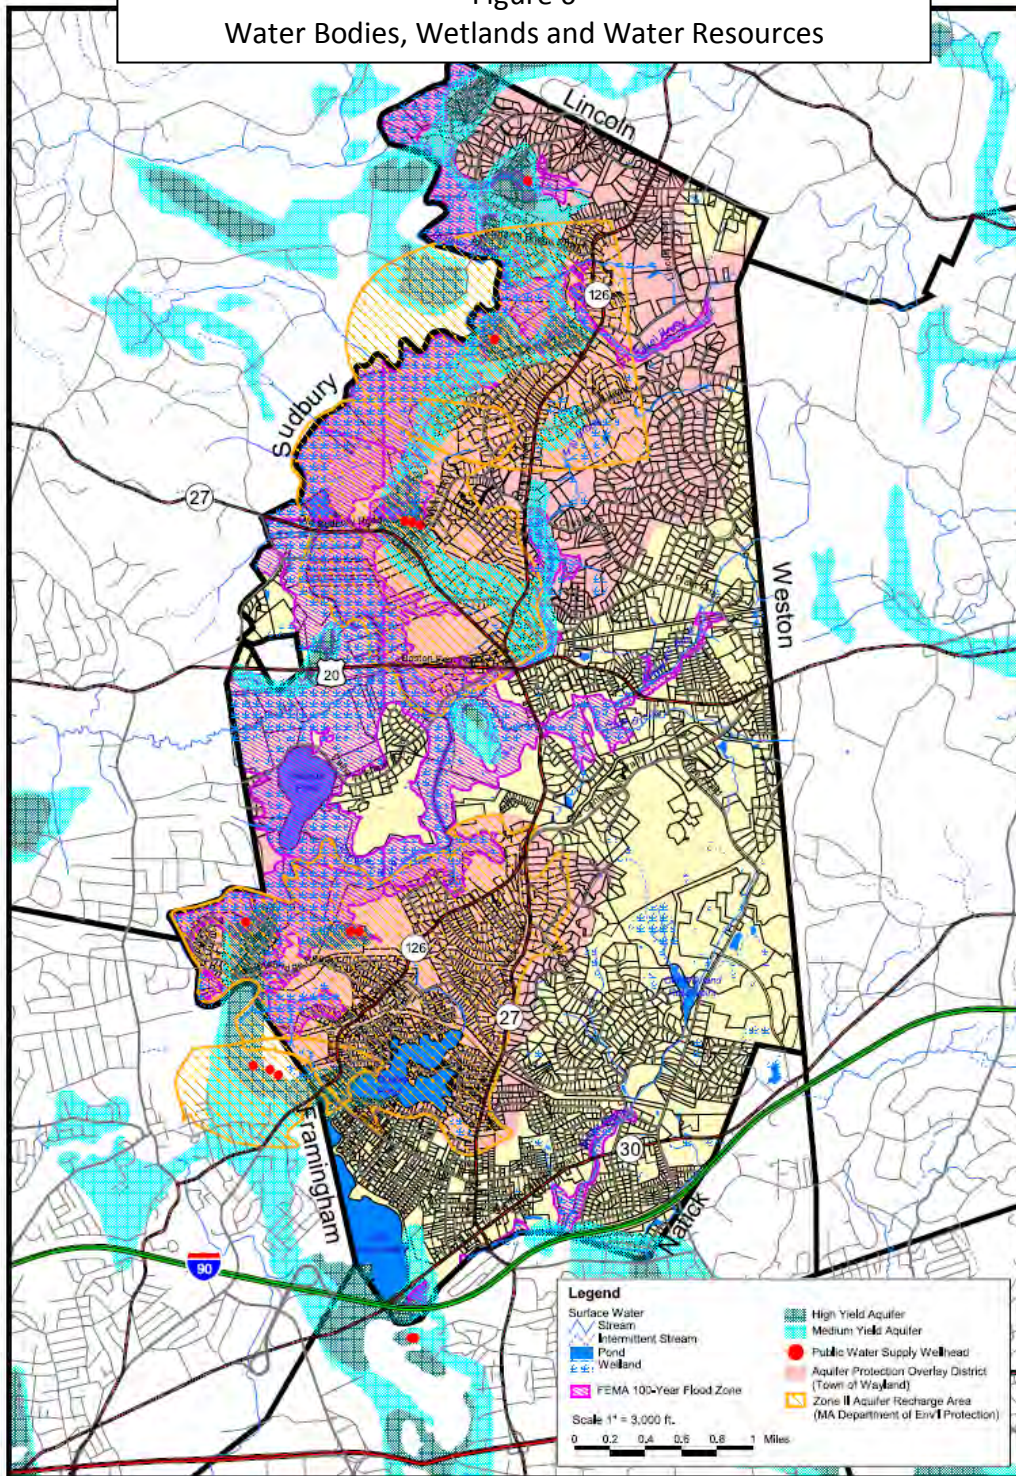 Water Bodies, Wetlands and Water Resources
Lincoln
126
Sudbury
27
Weston
20
126
27
30
Framingham
Natick
90
Legend
Surface Water
Stream
Intermittent Stream
Pond
Wetland
FEMA 100-Year Flood Zone
High Yield Aquifer
Medium Yield Aquifer
Public Water Supply Wellhead
Aquifer Protection Overlay District
(Town of Wayland)
Zone II Aquifer Recharge Area
(MA Department of Env'l Protection)
Scale 1" = 3,000 ft.
0 0.2 0.4 0.6 0.8 1 Miles